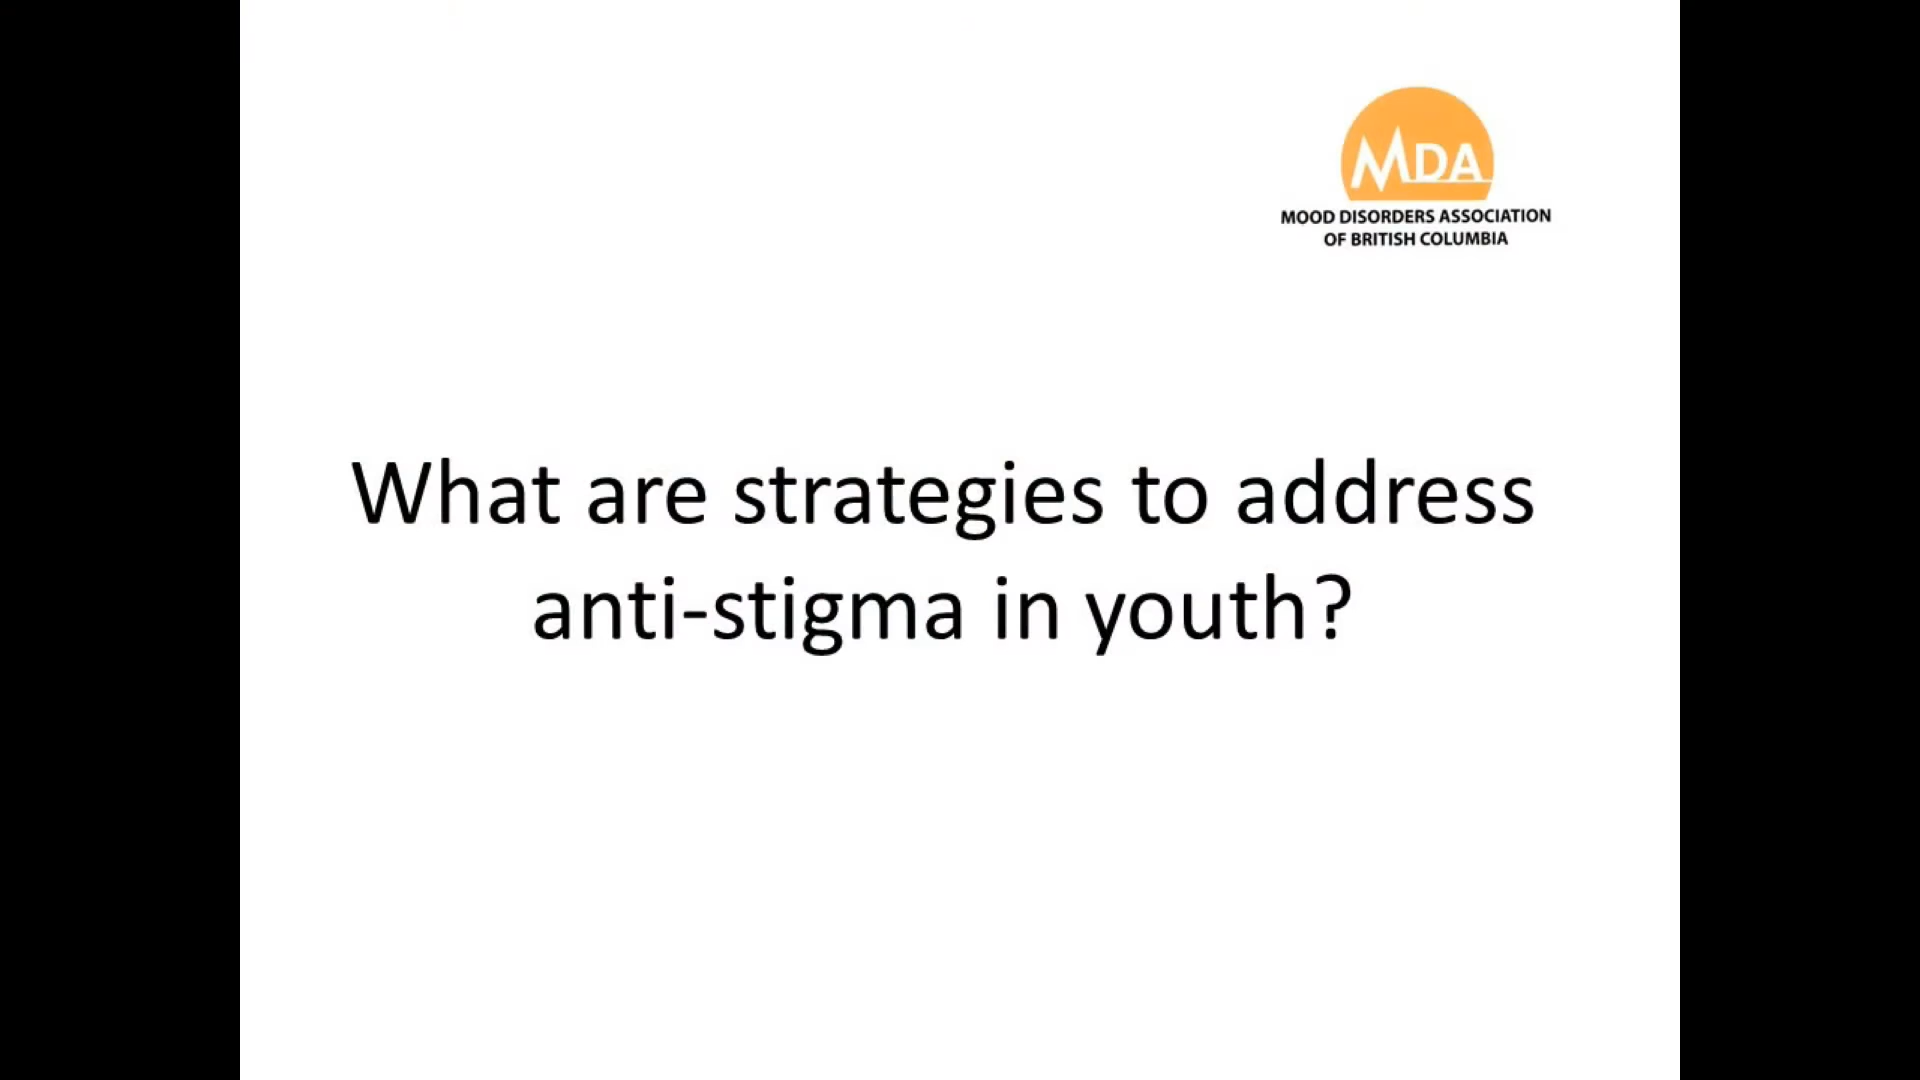 MDA
MOOD DISORDERS ASSOCIATION
OF BRITISH COLUMBIA
What are strategies to address
anti-stigma in youth?